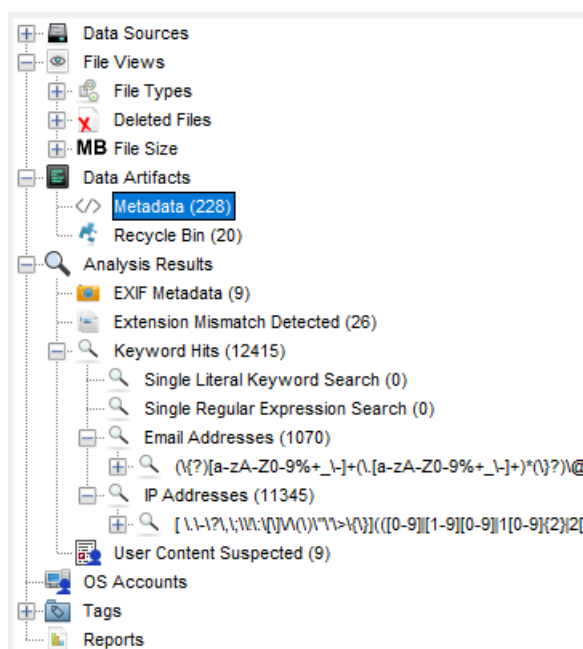 Data Sources
File Views
File Types
Deleted Files
MB File Size
Data Artifacts
</> Metadata (228)
Recycle Bin (20)
Analysis Results
EXIF Metadata (9)
Extension Mismatch Detected (26)
Keyword Hits (12415)
Single Literal Keyword Search (0)
Single Regular Expression Search (0)
Email Addresses (1070)
(\{?)[a-zA-Z0-9%+_\-]+(\.[a-zA-Z0-9%+_\-]+)*(\}?)\@
IP Addresses (11345)
User Content Suspected (9)
OS Accounts
Tags
Reports